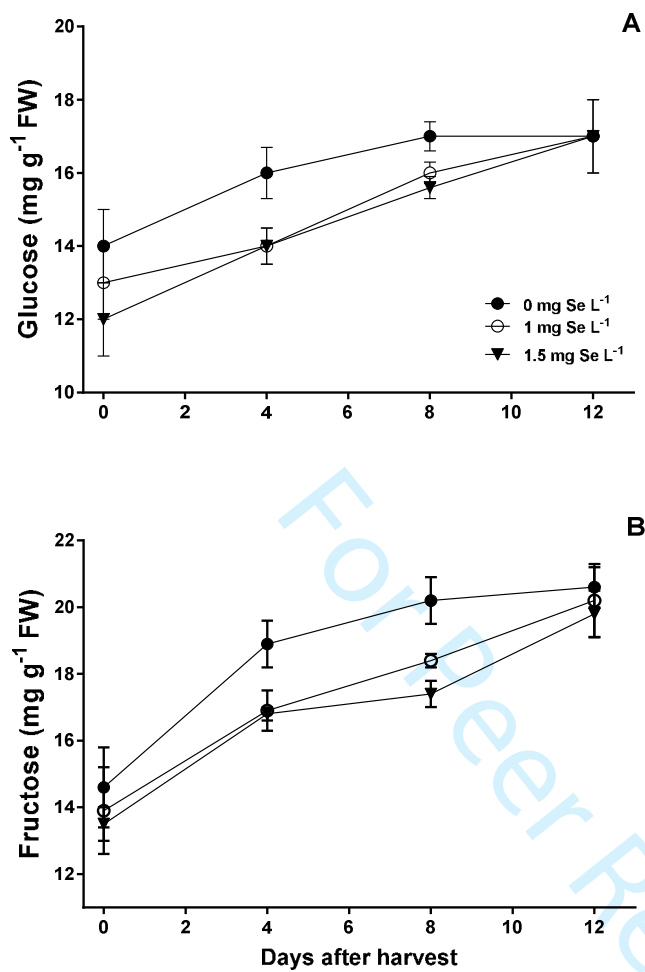 A
20
18
16
14
12
10
Glucose (mg g⁻¹ FW)
0 mg Se L⁻¹
1 mg Se L⁻¹
1.5 mg Se L⁻¹
0 2 4 6 8 10 12
B
22
20
18
16
14
12
Fructose (mg g⁻¹ FW)
0 2 4 6 8 10 12
Days after harvest
For Peer Re